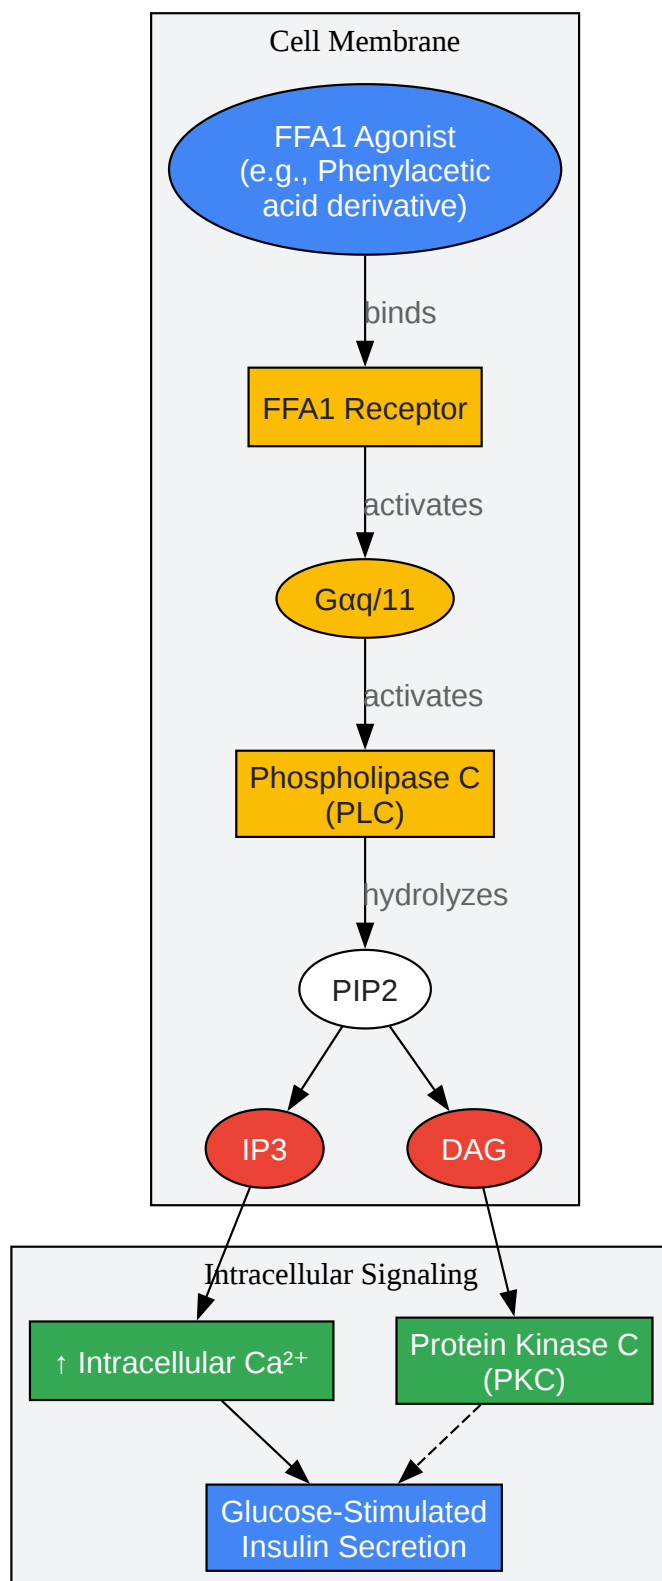 Cell Membrane
FFA1 Agonist
(e.g., Phenylacetic
acid derivative)
binds
FFA1 Receptor
activates
Gαq/11
activates
Phospholipase C
(PLC)
hydrolyzes
PIP2
IP3
DAG
Intracellular Signaling
↑ Intracellular Ca²⁺
Protein Kinase C
(PKC)
Glucose-Stimulated
Insulin Secretion